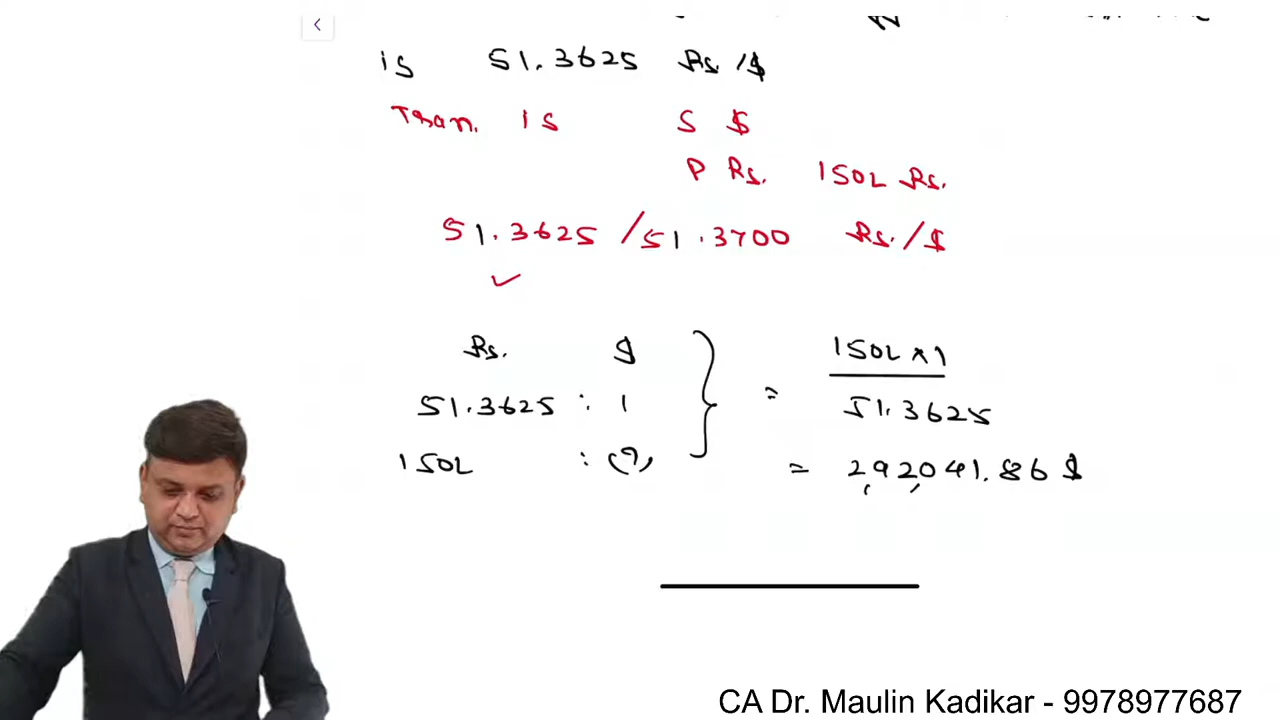 is 51.3625 Rs./$
Tran. is S $
P Rs. 150L Rs.
51.3625 / 51.3700 Rs./$
Rs. $
51.3625 : 1
150L : (?)
= 150L x 1
51.3625
= 292041.86 $
CA Dr. Maulin Kadikar - 9978977687